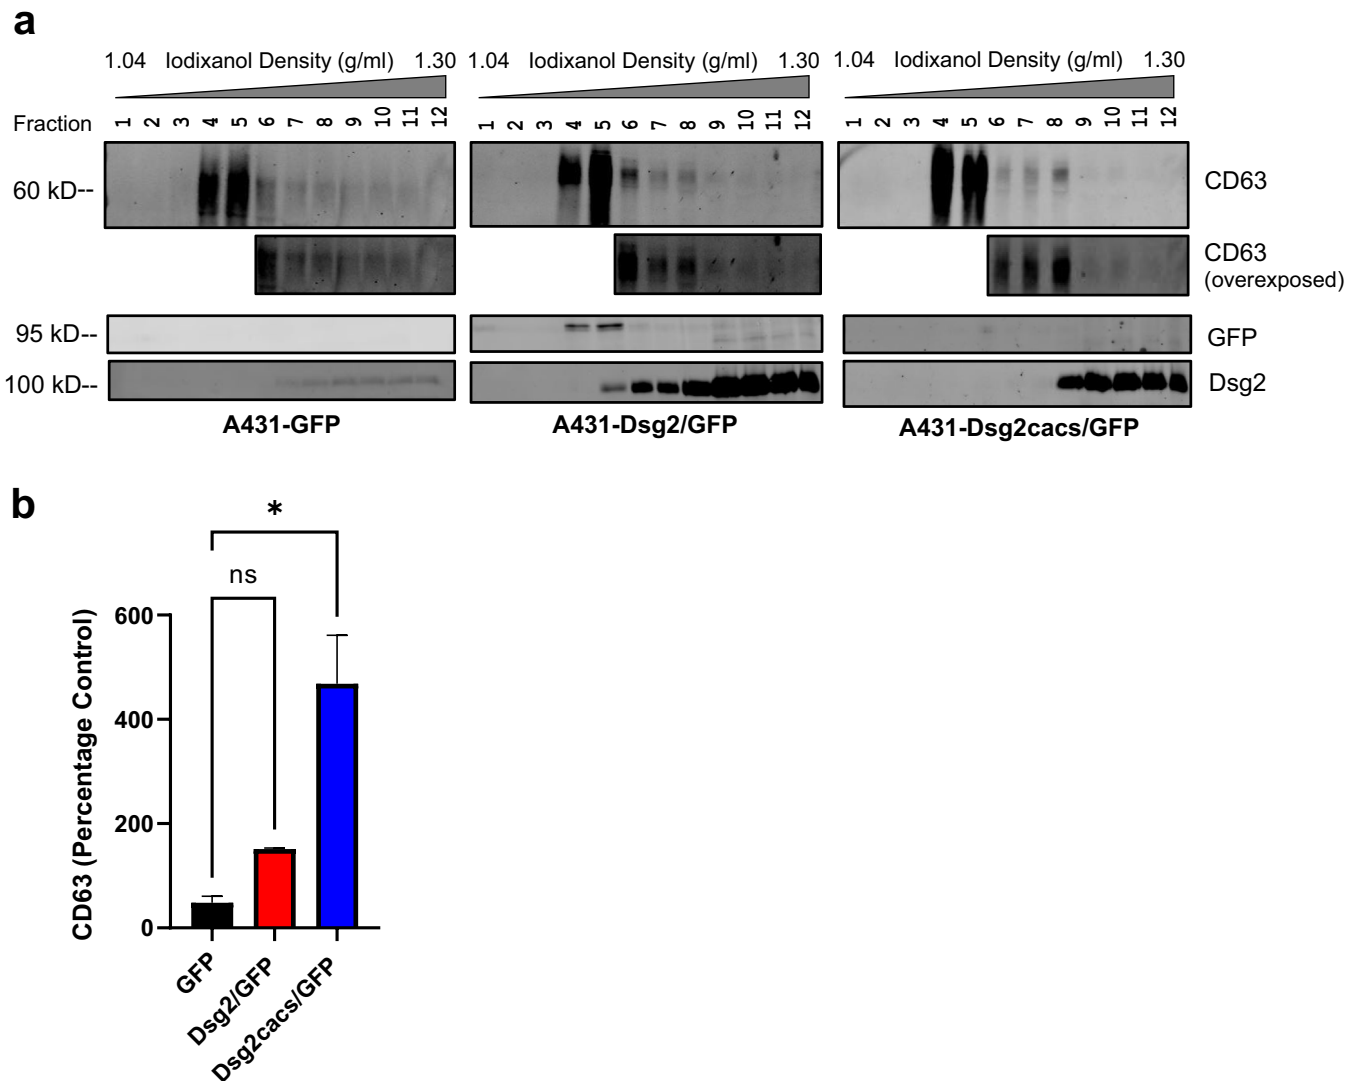 a
1.04 Iodixanol Density (g/ml) 1.30 1.04 Iodixanol Density (g/ml) 1.30 1.04 Iodixanol Density (g/ml) 1.30
Fraction 1 2 3 4 5 6 7 8 9 10 11 12 1 2 3 4 5 6 7 8 9 10 11 12 1 2 3 4 5 6 7 8 9 10 11 12
60 kD-- CD63
CD63
(overexposed)
95 kD-- GFP
100 kD-- Dsg2
A431-GFP A431-Dsg2/GFP A431-Dsg2cacs/GFP
b
*
ns
CD63 (Percentage Control)
600
400
200
0
GFP
Dsg2/GFP
Dsg2cacs/GFP